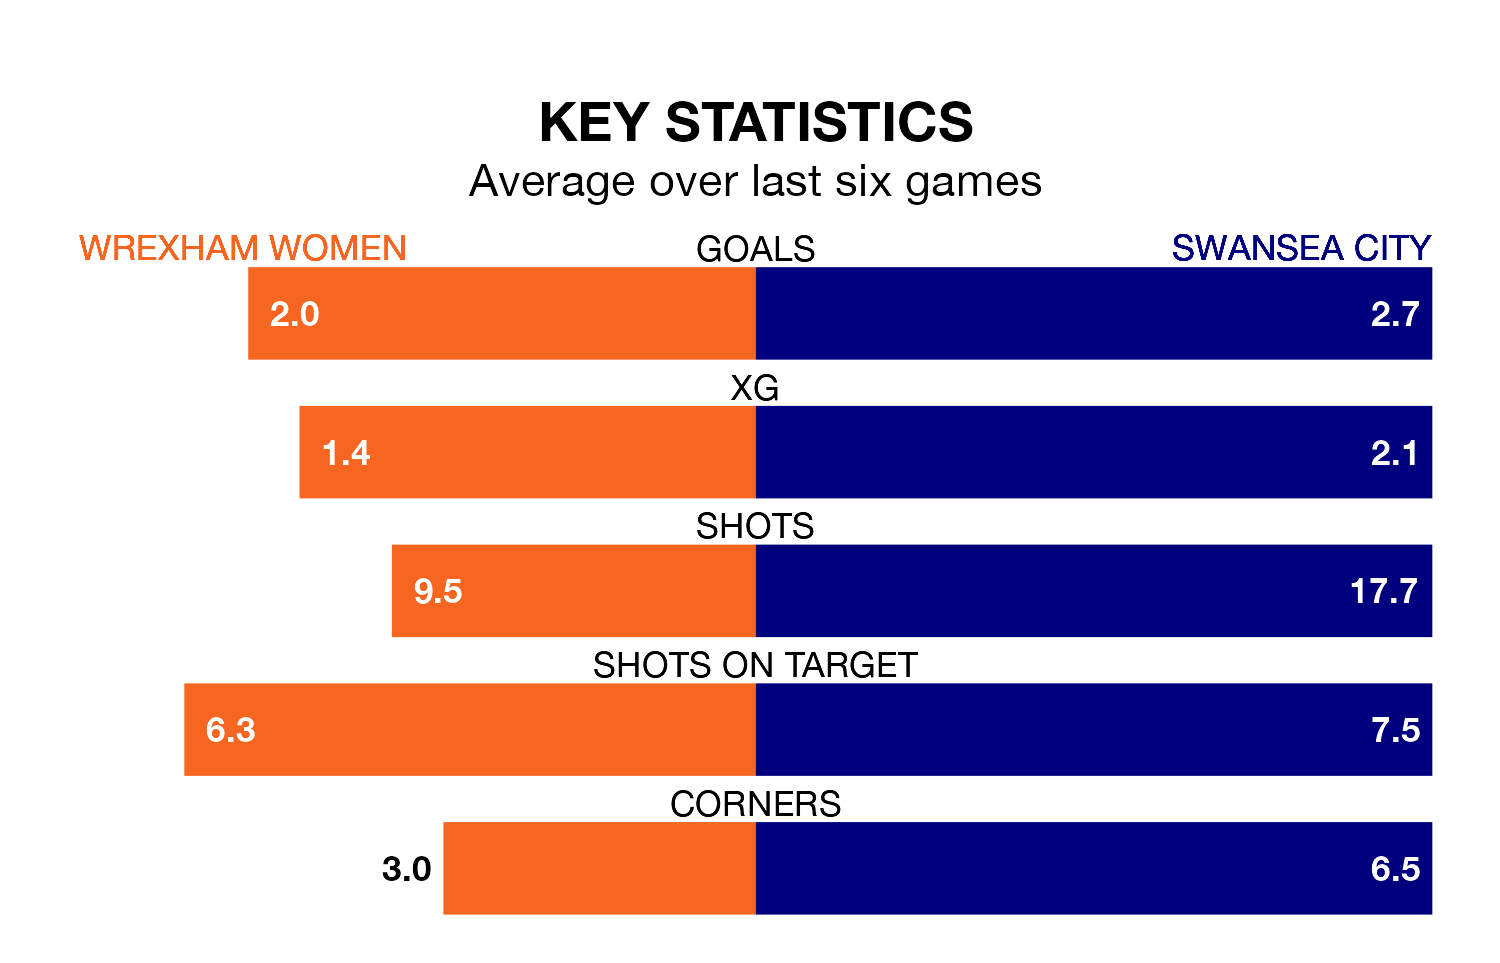 KEY STATISTICS
Average over last six games
WREXHAM WOMEN GOALS SWANSEA CITY
2.0 2.7
XG
1.4 2.1
SHOTS
9.5 17.7
SHOTS ON TARGET
6.3 7.5
CORNERS
3.0 6.5